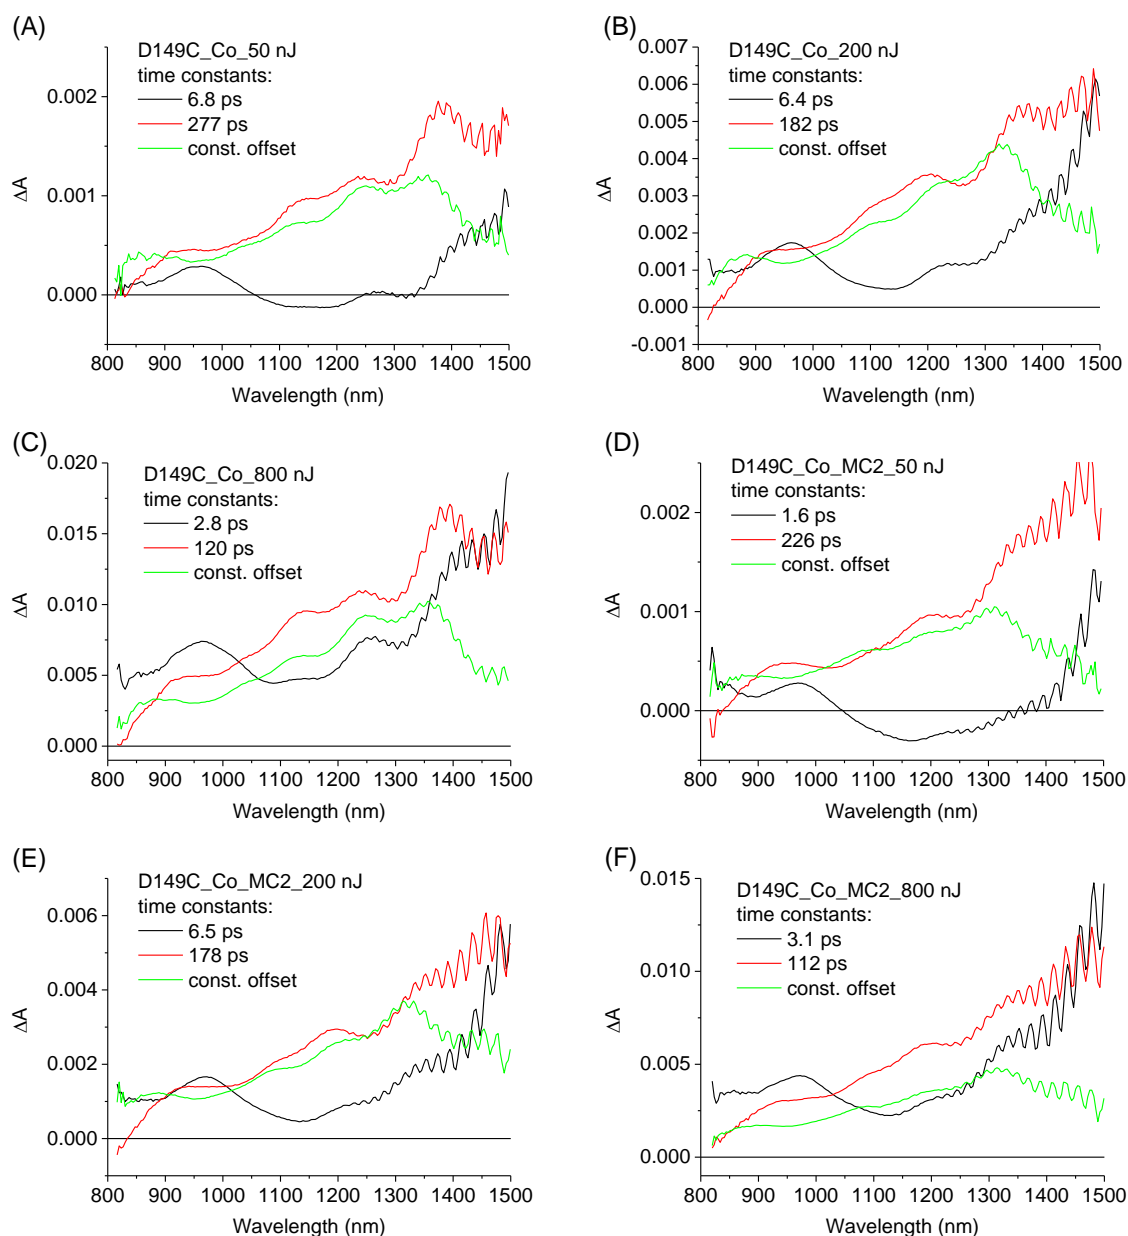 (A)
D149C_Co_50 nJ
time constants:
6.8 ps
277 ps
const. offset
0.002
0.001
0.000
ΔA
800 900 1000 1100 1200 1300 1400 1500
Wavelength (nm)
(B)
D149C_Co_200 nJ
time constants:
6.4 ps
182 ps
const. offset
0.007
0.006
0.005
0.004
0.003
0.002
0.001
0.000
-0.001
ΔA
800 900 1000 1100 1200 1300 1400 1500
Wavelength (nm)
(C)
D149C_Co_800 nJ
time constants:
2.8 ps
120 ps
const. offset
0.020
0.015
0.010
0.005
0.000
ΔA
800 900 1000 1100 1200 1300 1400 1500
Wavelength (nm)
(D)
D149C_Co_MC2_50 nJ
time constants:
1.6 ps
226 ps
const. offset
0.002
0.001
0.000
ΔA
800 900 1000 1100 1200 1300 1400 1500
Wavelength (nm)
(E)
D149C_Co_MC2_200 nJ
time constants:
6.5 ps
178 ps
const. offset
0.006
0.004
0.002
0.000
ΔA
800 900 1000 1100 1200 1300 1400 1500
Wavelength (nm)
(F)
D149C_Co_MC2_800 nJ
time constants:
3.1 ps
112 ps
const. offset
0.015
0.010
0.005
0.000
ΔA
800 900 1000 1100 1200 1300 1400 1500
Wavelength (nm)